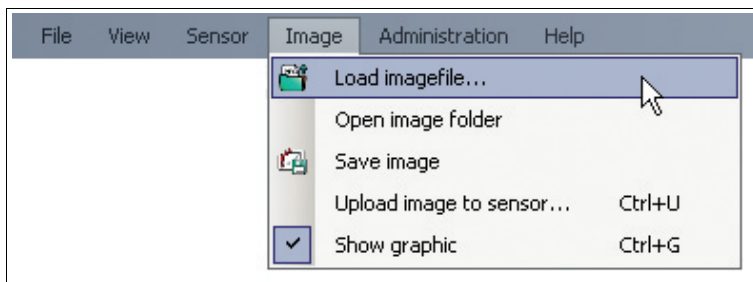 File View Sensor Image Administration Help
Load imagefile...
Open image folder
Save image
Upload image to sensor... Ctrl+U
Show graphic Ctrl+G